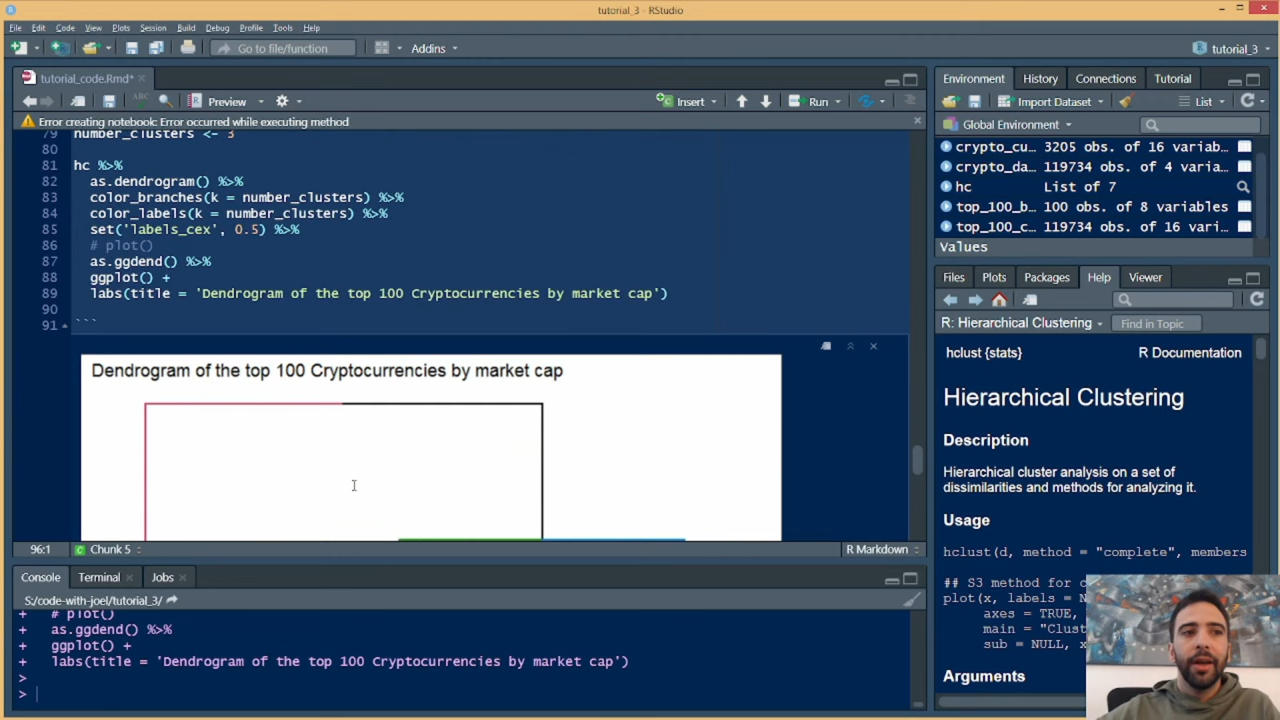 tutorial_3 - RStudio
File Edit Code View Plots Session Build Debug Profile Tools Help
Go to file/function Addins tutorial_3
tutorial_code.Rmd*
ABC Preview Insert Run
Error creating notebook: Error occurred while executing method
79 number_clusters <- 3
80
81 hc %>%
82 as.dendrogram() %>%
83 color_branches(k = number_clusters) %>%
84 color_labels(k = number_clusters) %>%
85 set('labels_cex', 0.5) %>%
86 # plot()
87 as.ggdend() %>%
88 ggplot() +
89 labs(title = 'Dendrogram of the top 100 Cryptocurrencies by market cap')
90
91 ```
Dendrogram of the top 100 Cryptocurrencies by market cap
96:1 C Chunk 5 R Markdown
Console Terminal Jobs
S:/code-with-joel/tutorial_3/
+ # plot()
+ as.ggdend() %>%
+ ggplot() +
+ labs(title = 'Dendrogram of the top 100 Cryptocurrencies by market cap')
>
>
Environment History Connections Tutorial
Import Dataset List
Global Environment
crypto_cu... 3205 obs. of 16 variab...
crypto_da... 119734 obs. of 4 varia...
hc List of 7
top_100_b... 100 obs. of 8 variables
top_100_c... 119734 obs. of 16 vari...
Values
Files Plots Packages Help Viewer
R: Hierarchical Clustering Find in Topic
hclust {stats} R Documentation
Hierarchical Clustering
Description
Hierarchical cluster analysis on a set of
dissimilarities and methods for analyzing it.
Usage
hclust(d, method = "complete", members
## S3 method for c
plot(x, labels = N
axes = TRUE,
main = "Clust
sub = NULL, x
Arguments